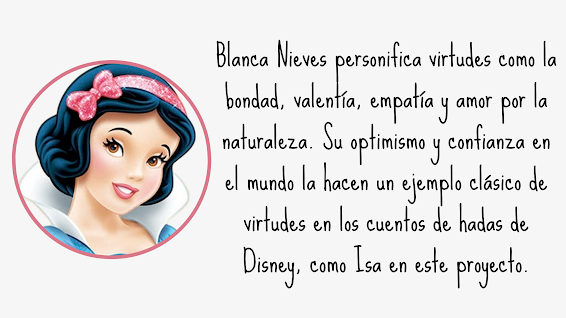 Blanca Nieves personifica virtudes como la
bondad, valentía, empatía y amor por la
naturaleza. Su optimismo y confianza en
el mundo la hacen un ejemplo clásico de
virtudes en los cuentos de hadas de
Disney, como Isa en este proyecto.